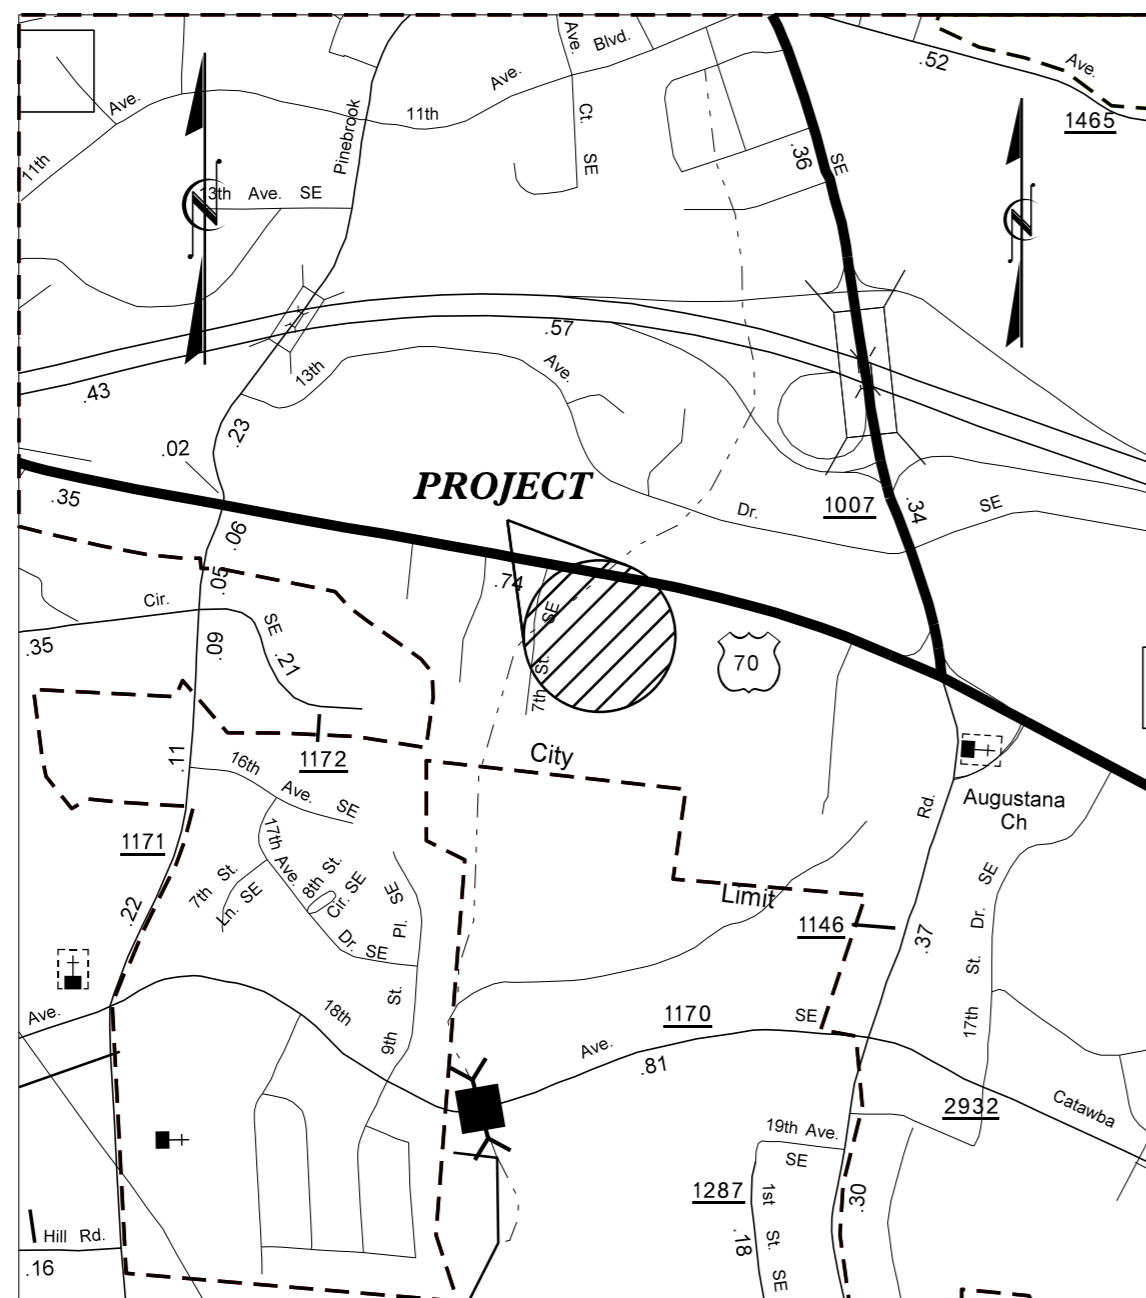 Ave.
Blvd.
.52
Ave.
Ave.
Ave.
11th
Pinebrook
Ct. SE
1465
.36
SE
11th
13th Ave. SE
.57
Ave.
13th
.43
.23
.02
PROJECT
.35
1007
.34
SE
Dr.
.06
.74
.05
Cir.
SE
7th St. SE
.35
.09
.21
70
City
.11
1172
16th Ave. SE
Rd.
Augustana
Ch
1171
17th Ave.
8th St.
Cir. SE
7th St.
Ln. SE
SE
Pl.
Dr. SE
Limit
.22
1146
.37
17th St. Dr. SE
Ave.
18th
9th St.
1170
SE
Ave.
.81
2932
Catawba
19th Ave.
SE
1287
1st St. SE
.30
.18
Hill Rd.
.16